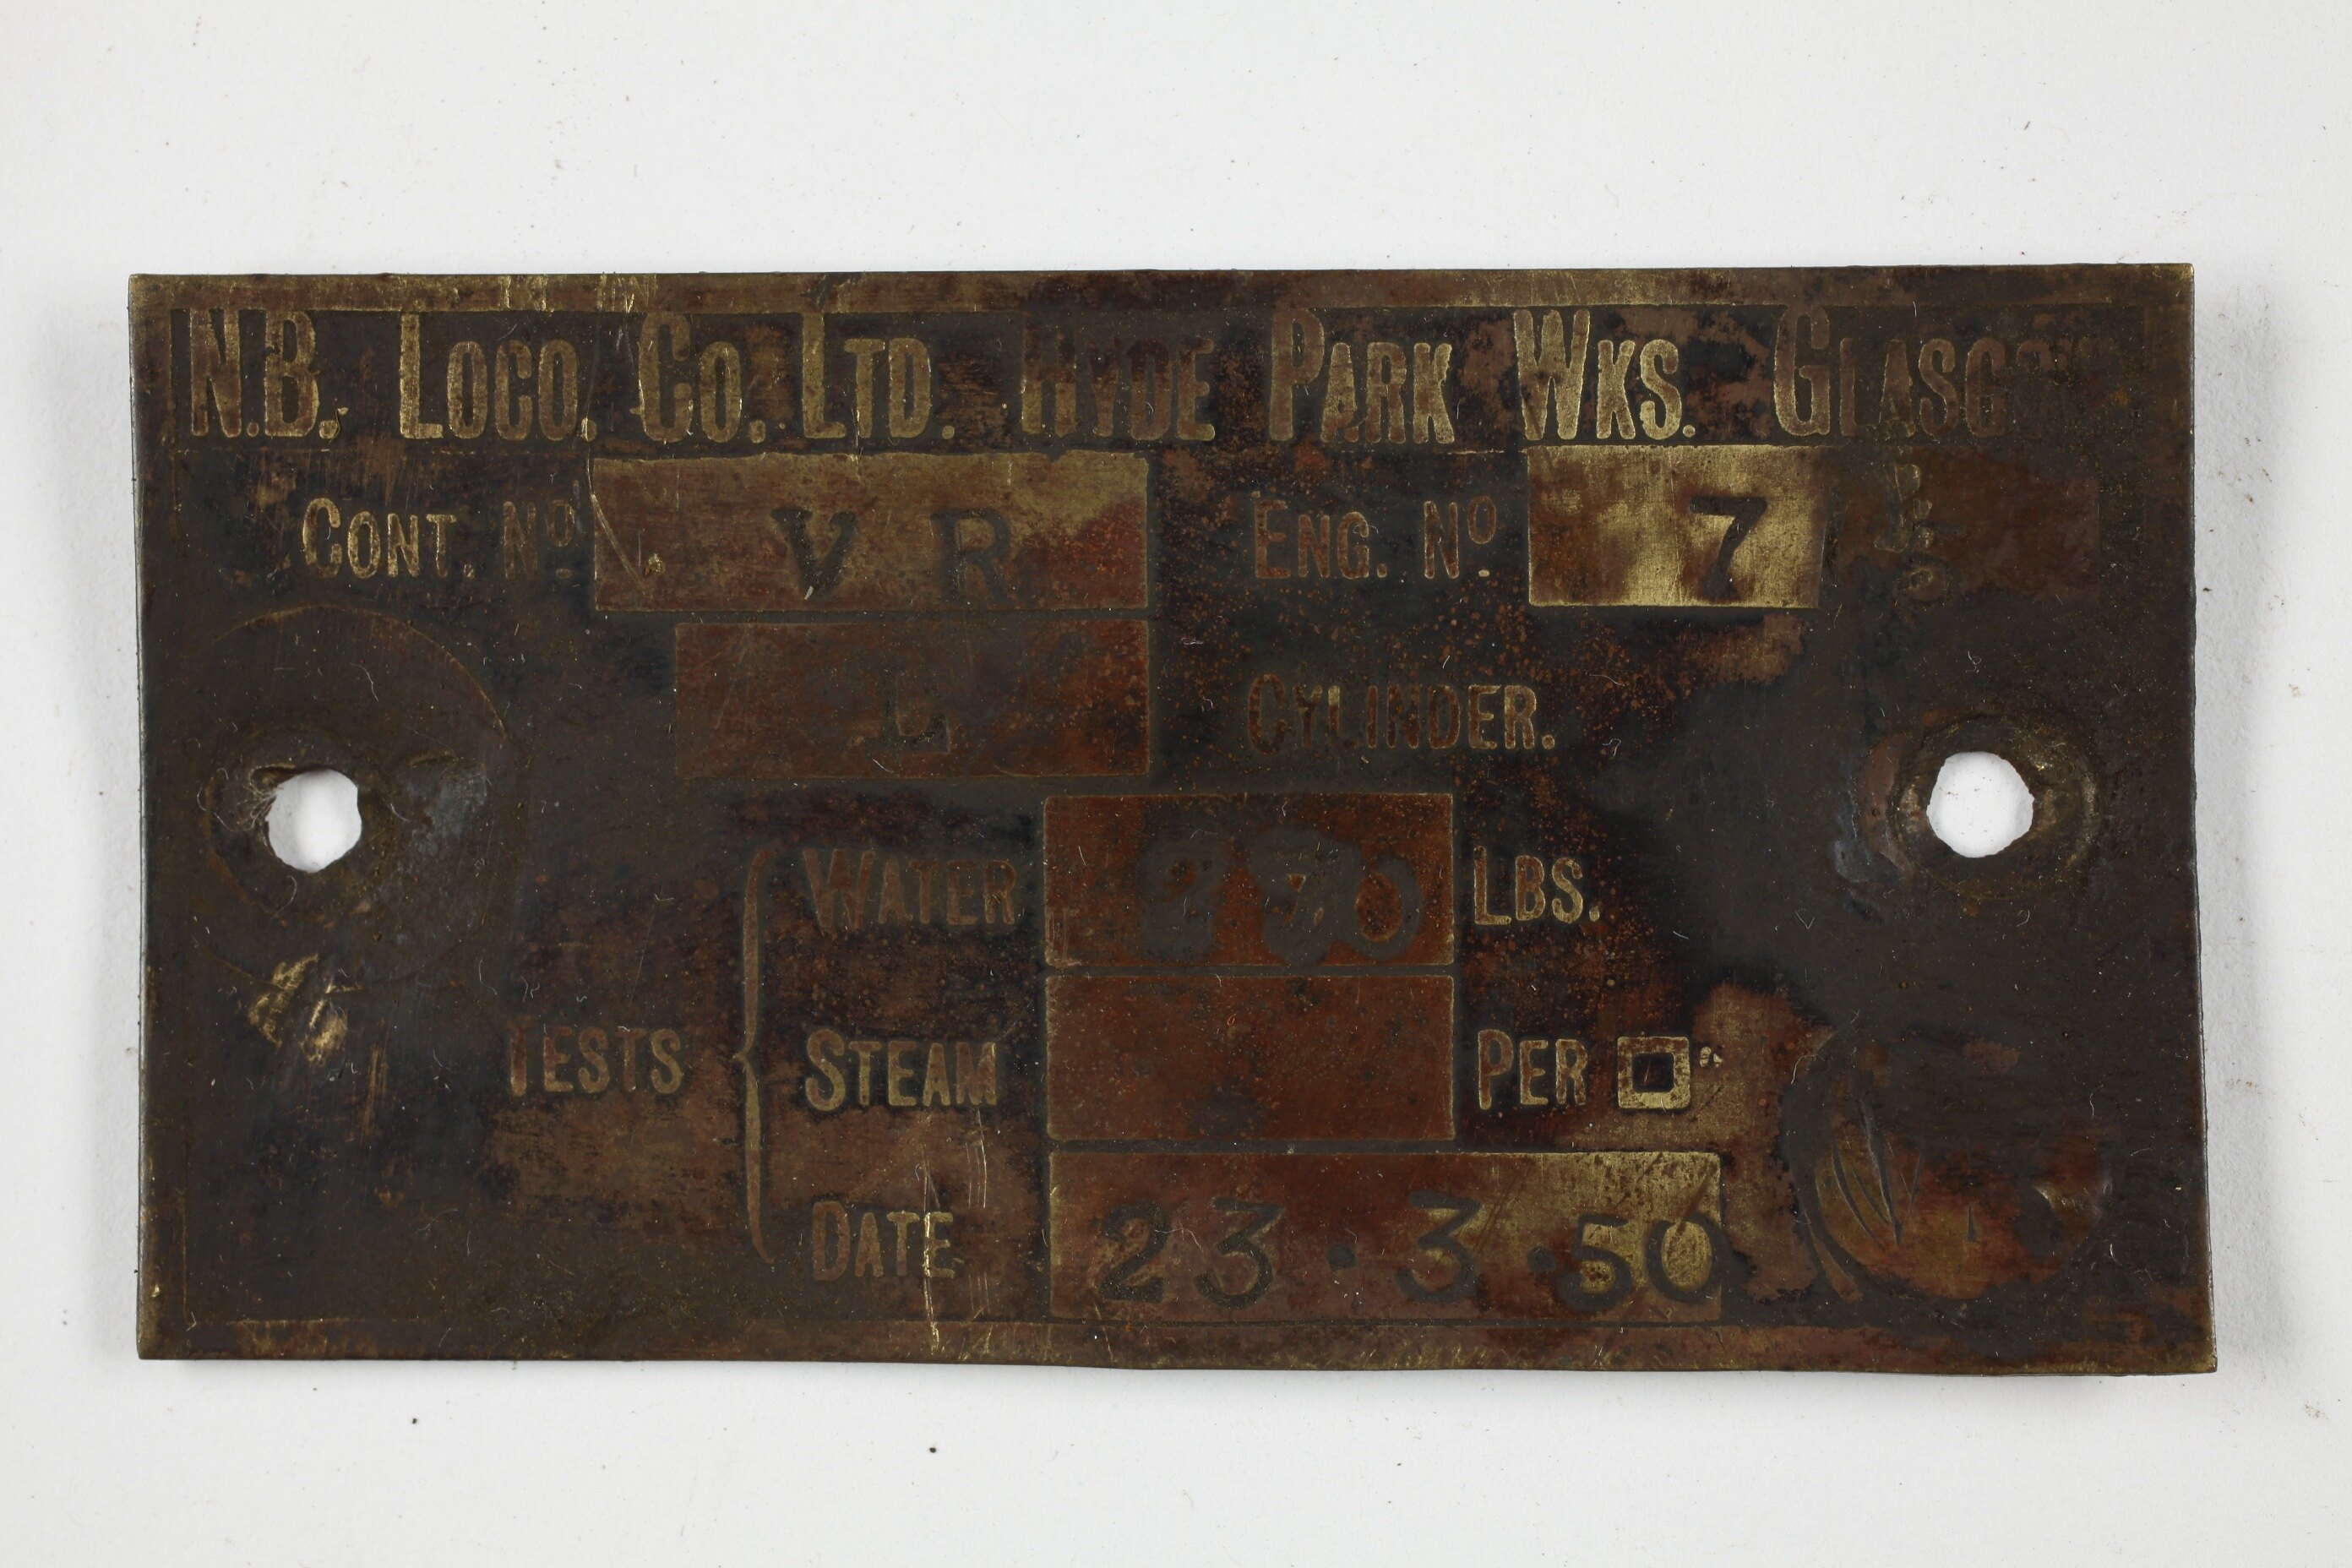 N.B. LOCO. CO. LTD. HYDE PARK WKS. GLASGOW
CONT. Nº VR ENG. Nº 7
L CYLINDER.
WATER LBS.
TESTS STEAM PER □"
DATE 23·3·50